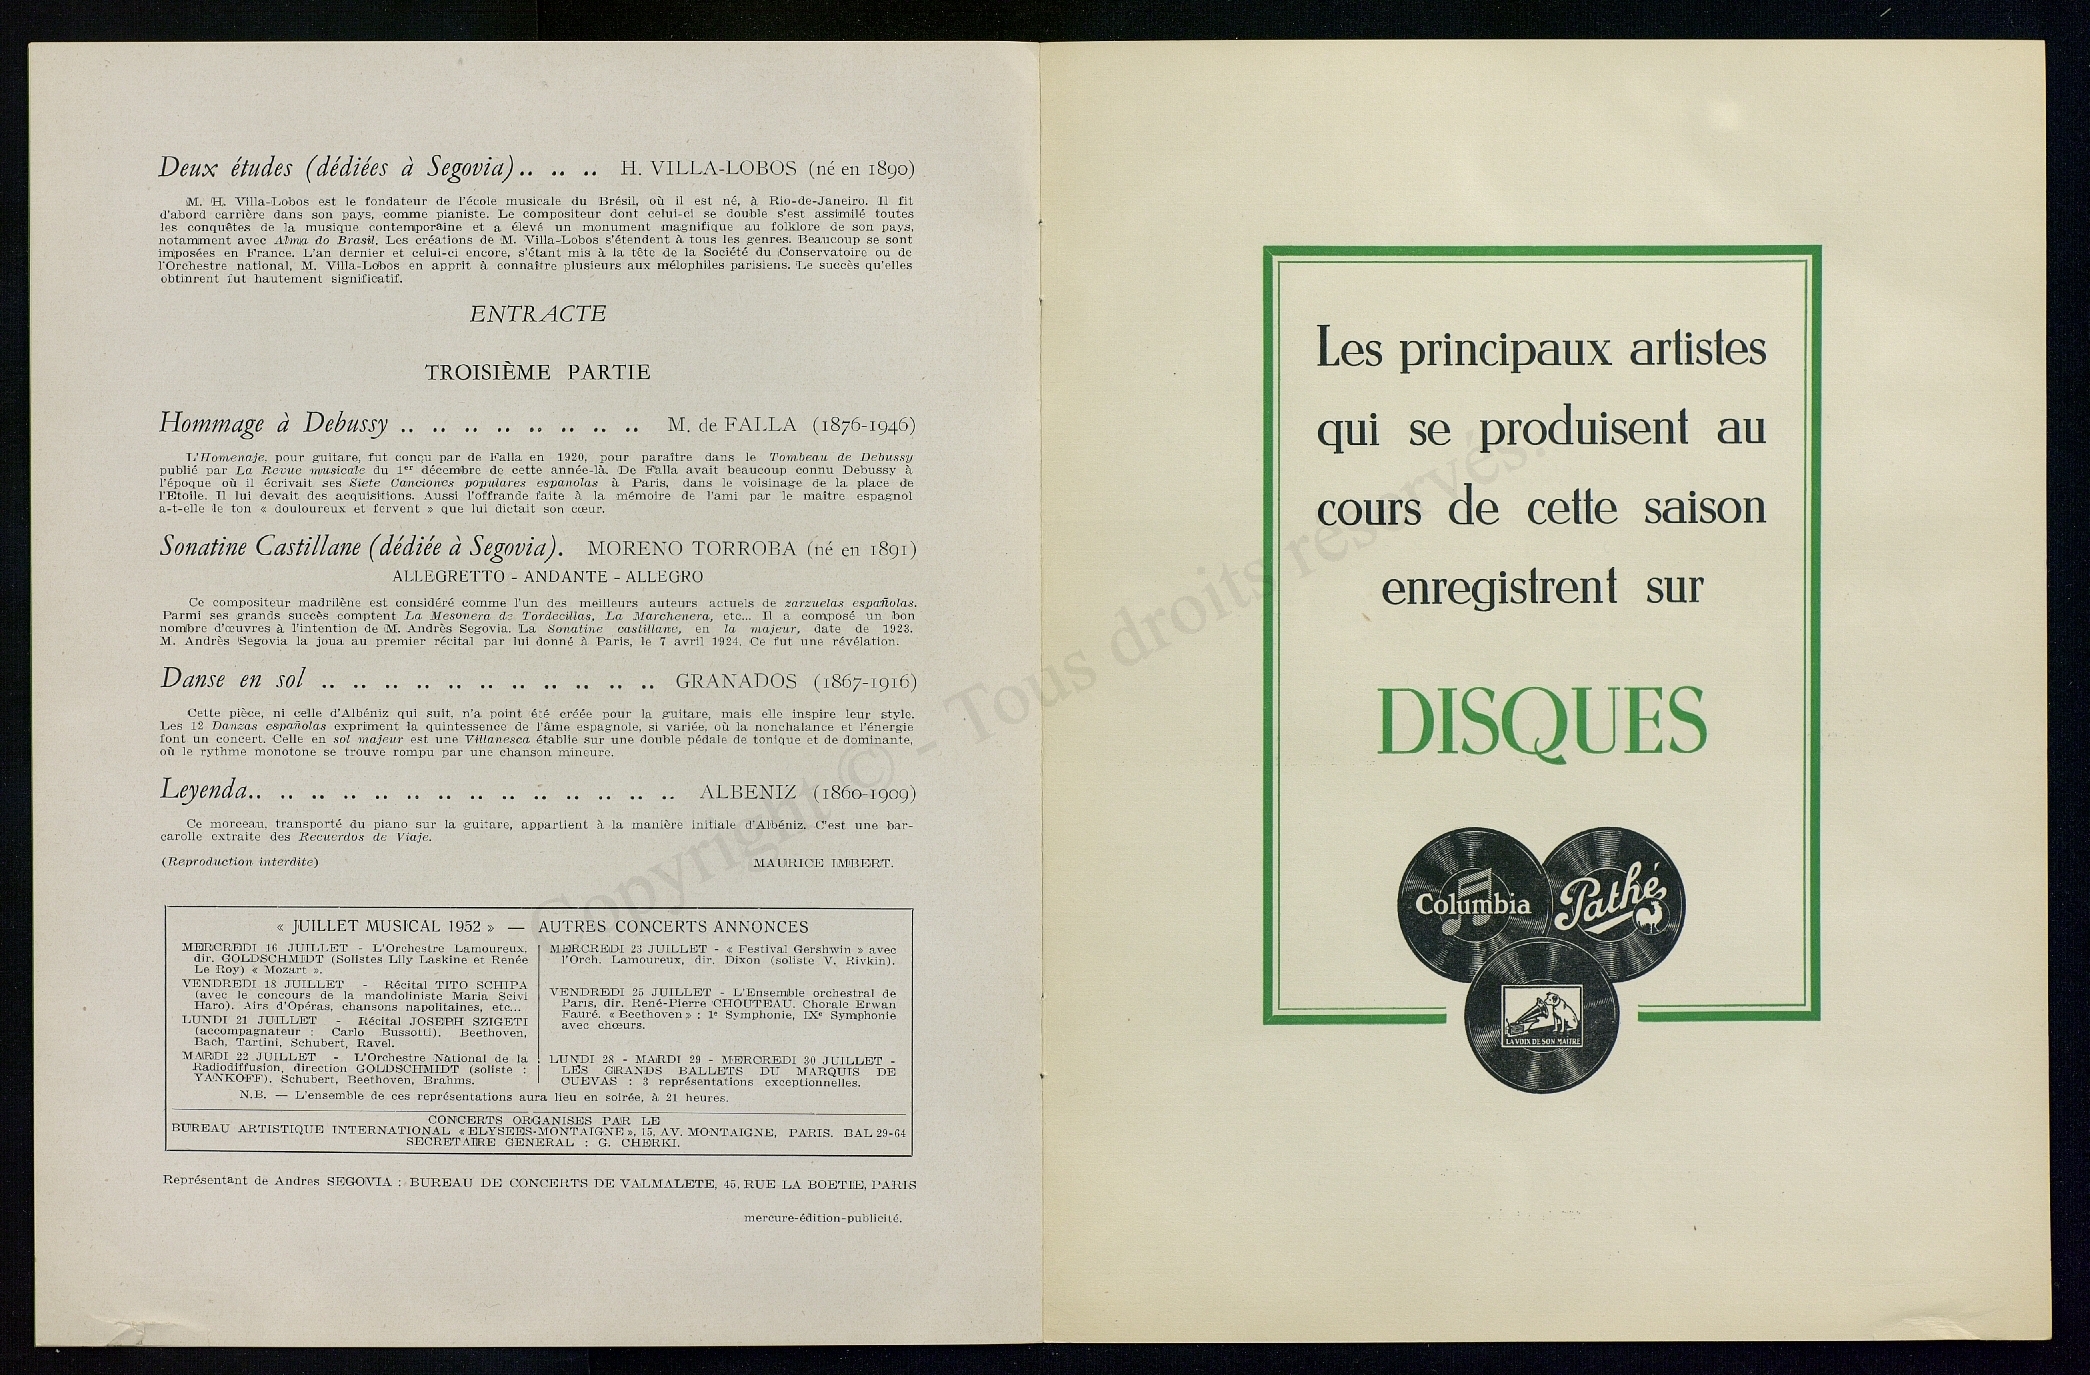 Deux études (dédiées à Segovia).. .. .. H. VILLA-LOBOS (né en 1890)
M. H. Villa-Lobos est le fondateur de l'école musicale du Brésil, où il est né, à Rio-de-Janeiro. Il fit
d'abord carrière dans son pays, comme pianiste. Le compositeur dont celui-ci se double s'est assimilé toutes
les conquêtes de la musique contemporaine et a élevé un monument magnifique au folklore de son pays,
notamment avec Alma do Brasil. Les créations de M. Villa-Lobos s'étendent à tous les genres. Beaucoup se sont
imposées en France. L'an dernier et celui-ci encore, s'étant mis à la tête de la Société du Conservatoire ou de
l'Orchestre national, M. Villa-Lobos en apprit à connaître plusieurs aux mélophiles parisiens. Le succès qu'elles
obtinrent fut hautement significatif.
ENTRACTE
TROISIÈME PARTIE
Hommage à Debussy .. .. .. .. .. .. .. .. M. de FALLA (1876-1946)
L'Homenaje, pour guitare, fut conçu par de Falla en 1920, pour paraître dans le Tombeau de Debussy
publié par La Revue musicale du 1er décembre de cette année-là. De Falla avait beaucoup connu Debussy à
l'époque où il écrivait ses Siete Canciones populares espanolas à Paris, dans le voisinage de la place de
l'Etoile. Il lui devait des acquisitions. Aussi l'offrande faite à la mémoire de l'ami par le maître espagnol
a-t-elle le ton « douloureux et fervent » que lui dictait son cœur.
Sonatine Castillane (dédiée à Segovia). MORENO TORROBA (né en 1891)
ALLEGRETTO - ANDANTE - ALLEGRO
Ce compositeur madrilène est considéré comme l'un des meilleurs auteurs actuels de zarzuelas españolas.
Parmi ses grands succès comptent La Mesonera de Tordecillas, La Marchenera, etc... Il a composé un bon
nombre d'œuvres à l'intention de M. Andrès Segovia. La Sonatine castillane, en la majeur, date de 1923.
M. Andrès Segovia la joua au premier récital par lui donné à Paris, le 7 avril 1924. Ce fut une révélation.
Danse en sol .. .. .. .. .. .. .. .. .. .. .. GRANADOS (1867-1916)
Cette pièce, ni celle d'Albéniz qui suit, n'a point été créée pour la guitare, mais elle inspire leur style.
Les 12 Danzas españolas expriment la quintessence de l'âme espagnole, si variée, où la nonchalance et l'énergie
font un concert. Celle en sol majeur est une Villanesca établie sur une double pédale de tonique et de dominante,
où le rythme monotone se trouve rompu par une chanson mineure.
Leyenda.. .. .. .. .. .. .. .. .. .. .. .. .. .. ALBENIZ (1860-1909)
Ce morceau, transporté du piano sur la guitare, appartient à la manière initiale d'Albéniz. C'est une bar-
carolle extraite des Recuerdos de Viaje.
(Reproduction interdite) MAURICE IMBERT.
« JUILLET MUSICAL 1952 » — AUTRES CONCERTS ANNONCES
MERCREDI 16 JUILLET - L'Orchestre Lamoureux,
dir. GOLDSCHMIDT (Solistes Lily Laskine et Renée
Le Roy) « Mozart ».
VENDREDI 18 JUILLET - Récital TITO SCHIPA
(avec le concours de la mandoliniste Maria Scivi
Haro). Airs d'Opéras, chansons napolitaines, etc...
LUNDI 21 JUILLET - Récital JOSEPH SZIGETI
(accompagnateur : Carlo Bussotti). Beethoven,
Bach, Tartini, Schubert, Ravel.
MARDI 22 JUILLET - L'Orchestre National de la
Radiodiffusion, direction GOLDSCHMIDT (soliste :
YANKOFF). Schubert, Beethoven, Brahms.
MERCREDI 23 JUILLET - « Festival Gershwin » avec
l'Orch. Lamoureux, dir. Dixon (soliste V. Rivkin).
VENDREDI 25 JUILLET - L'Ensemble orchestral de
Paris, dir. René-Pierre CHOUTEAU. Chorale Erwan
Fauré. « Beethoven » : 1e Symphonie, IXe Symphonie
avec chœurs.
LUNDI 28 - MARDI 29 - MERCREDI 30 JUILLET -
LES GRANDS BALLETS DU MARQUIS DE
CUEVAS : 3 représentations exceptionnelles.
N.B. — L'ensemble de ces représentations aura lieu en soirée, à 21 heures.
CONCERTS ORGANISES PAR LE
BUREAU ARTISTIQUE INTERNATIONAL « ELYSEES-MONTAIGNE », 15, AV. MONTAIGNE, PARIS. BAL 29-64
SECRETAIRE GENERAL : G. CHERKI.
Représentant de Andres SEGOVIA : BUREAU DE CONCERTS DE VALMALETE, 45, RUE LA BOETIE, PARIS
mercure-édition-publicité.
Les principaux artistes
qui se produisent au
cours de cette saison
enregistrent sur
DISQUES
Columbia
Pathé
LA VOIX DE SON MAITRE
Copyright © - Tous droits réservés.